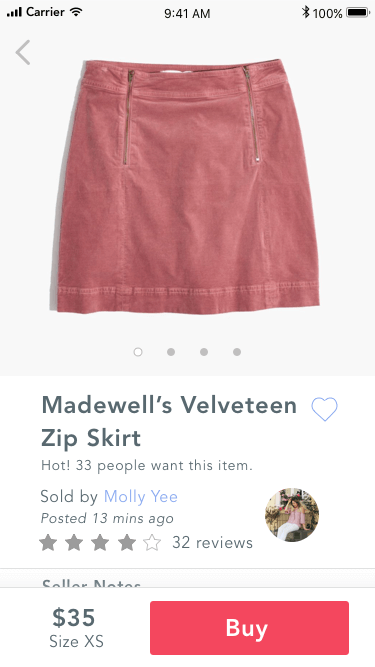 Carrier 9:41 AM 100%
Madewell’s Velveteen
Zip Skirt
Hot! 33 people want this item.
Sold by Molly Yee
Posted 13 mins ago
32 reviews
Seller Notes
$35
Size XS
Buy